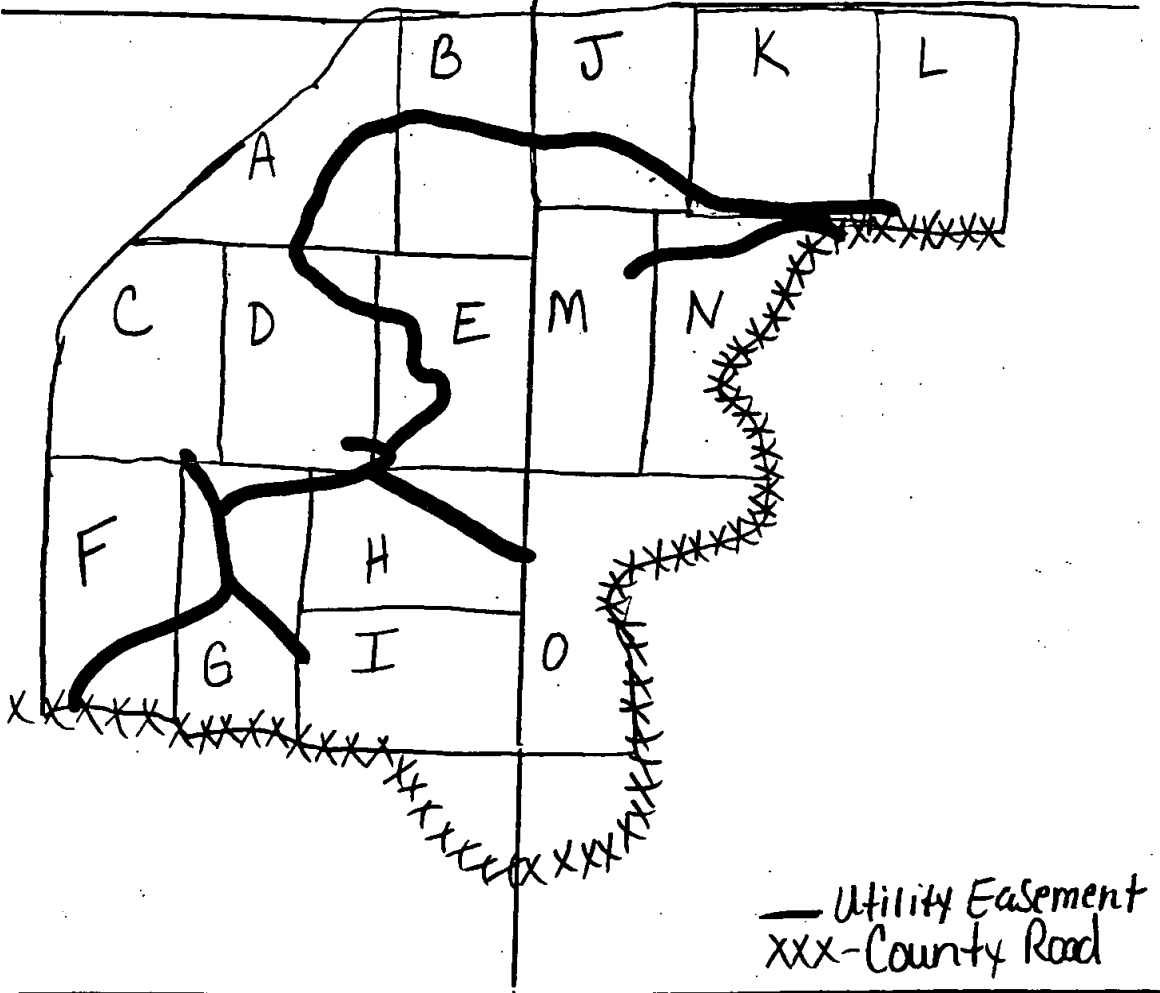 B J K L
A
C D E M N
F H
G I O
Utility Easement
XXX-County Road